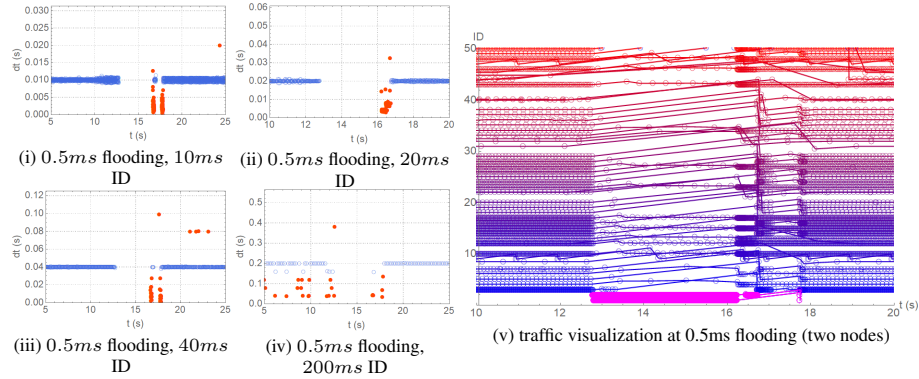 0.030
0.025
0.020
0.015
0.010
0.005
0.000
dt (s)
5 10 15 20 25
t (s)
(i) 0.5ms flooding, 10ms
ID
0.08
0.06
0.04
0.02
0.00
dt (s)
10 12 14 16 18 20
t (s)
(ii) 0.5ms flooding, 20ms
ID
0.12
0.10
0.08
0.06
0.04
0.02
0.00
dt (s)
5 10 15 20 25
t (s)
(iii) 0.5ms flooding, 40ms
ID
0.5
0.4
0.3
0.2
0.1
0.0
dt (s)
5 10 15 20 25
t (s)
(iv) 0.5ms flooding,
200ms ID
ID
50
40
30
20
10
10 12 14 16 18 20
t (s)
(v) traffic visualization at 0.5ms flooding (two nodes)